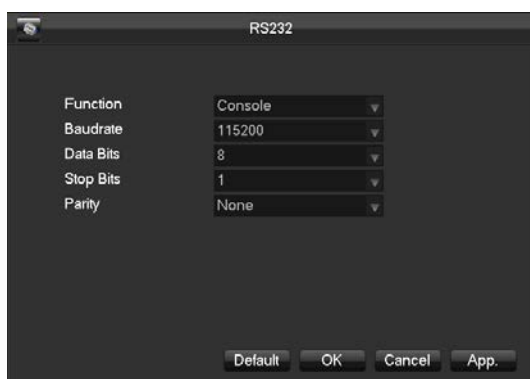 RS232
Function Console
Baudrate 115200
Data Bits 8
Stop Bits 1
Parity None
Default OK Cancel App.